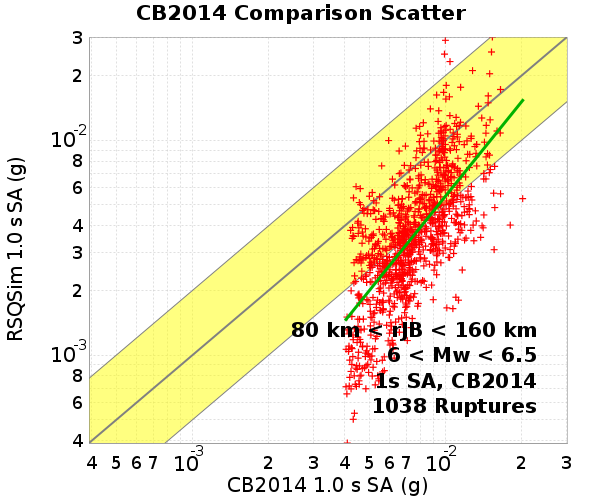 CB2014 Comparison Scatter
RSQSim 1.0 s SA (g)
3
2
10-2
8
6
4
3
2
10-3
8
6
4
80 km < rJB < 160 km
6 < Mw < 6.5
1s SA, CB2014
1038 Ruptures
4 5 6 7 10-3 2 3 4 5 6 7 10-2 2 3
CB2014 1.0 s SA (g)